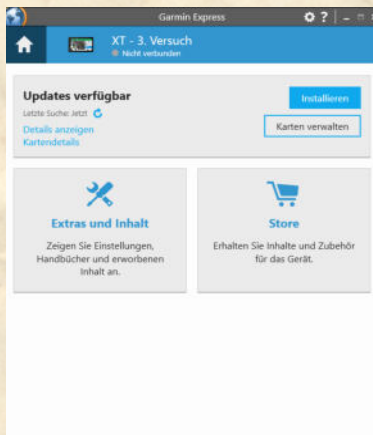 Garmin Express
XT - 3. Versuch
Nicht verbunden
Updates verfügbar
Letzte Suche: Jetzt
Details anzeigen
Kartendetails
Installieren
Karten verwalten
Extras und Inhalt
Zeigen Sie Einstellungen,
Handbücher und erworbenen
Inhalt an.
Store
Erhalten Sie Inhalte und Zubehör
für das Gerät.